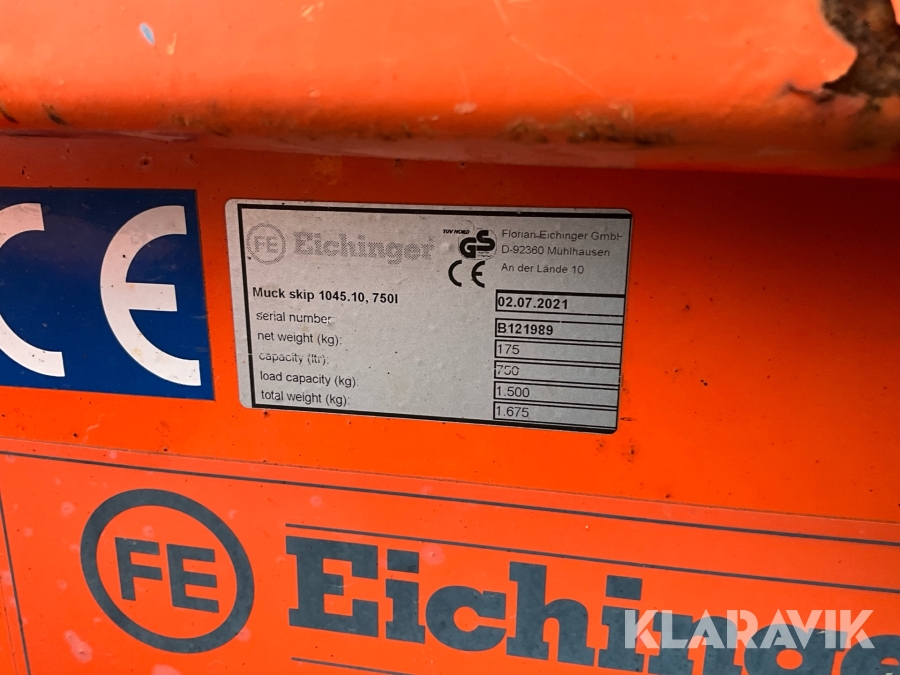 CE
FE Eichinger
TÜV NORD
GS
CE
Florian Eichinger GmbH
D-92360 Mühlhausen
An der Lände 10
Muck skip 1045.10, 750l 02.07.2021
serial number: B121989
net weight (kg): 175
capacity (ltr): 750
load capacity (kg): 1.500
total weight (kg): 1.675
FE Eichinger
KLARAVIK